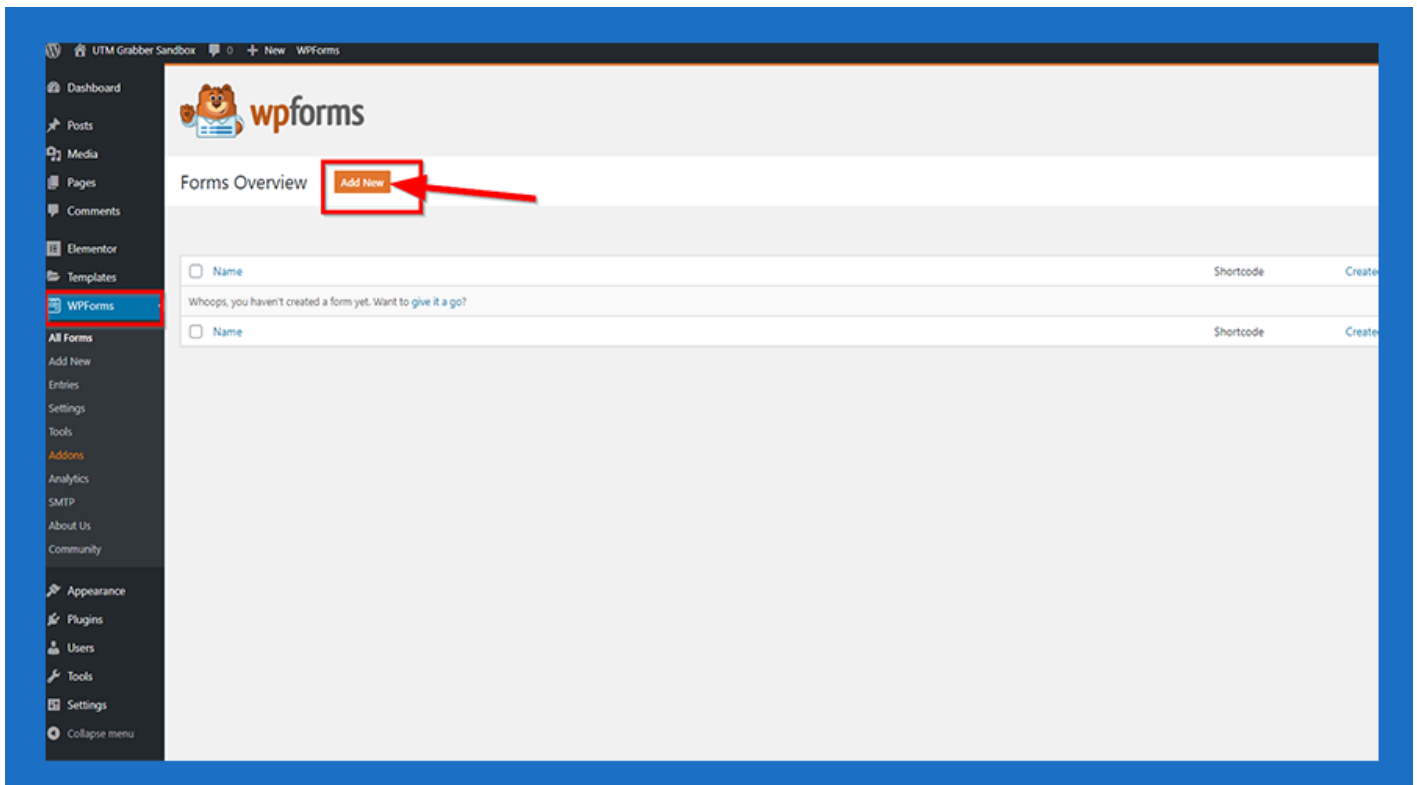 UTM Grabber Sandbox 0 + New WPForms
Dashboard
Posts
Media
Pages
Comments
Elementor
Templates
WPForms
All Forms
Add New
Entries
Settings
Tools
Addons
Analytics
SMTP
About Us
Community
Appearance
Plugins
Users
Tools
Settings
Collapse menu
wpforms
Forms Overview Add New
Name Shortcode Create
Whoops, you haven't created a form yet. Want to give it a go?
Name Shortcode Create